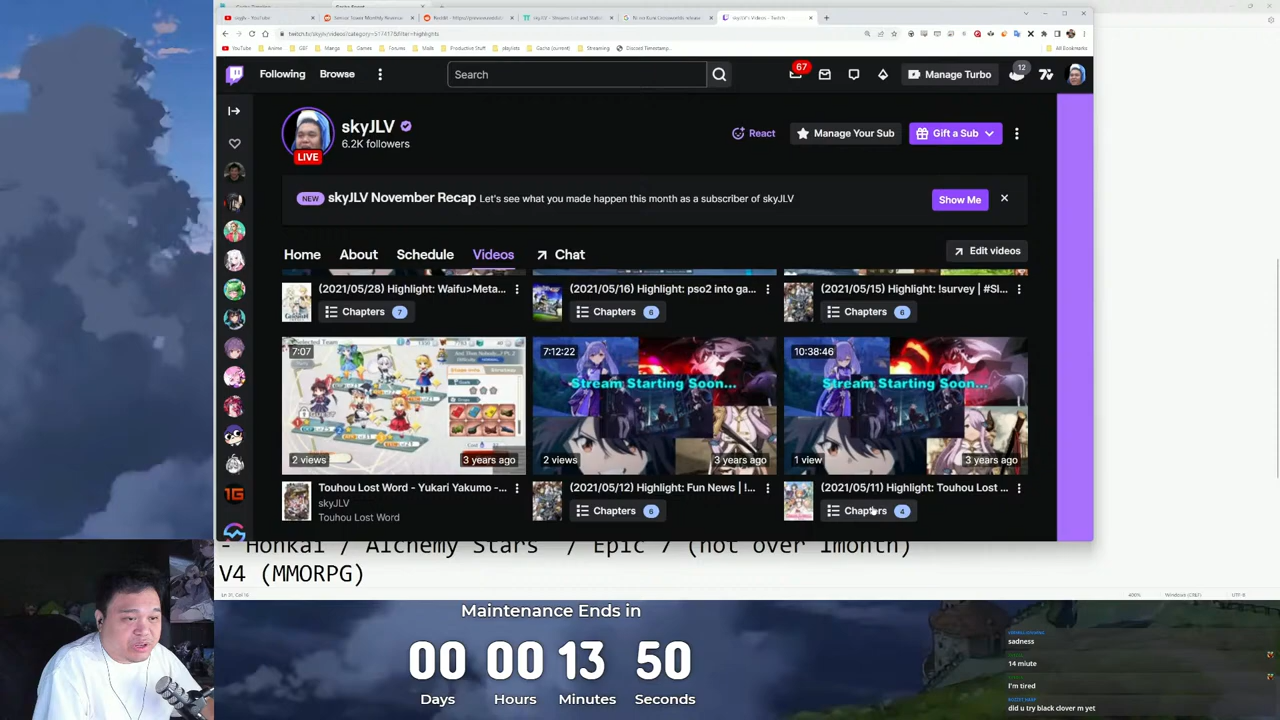 Following
Browse
Search
67
Manage Turbo
12
skyJLV
6.2K followers
LIVE
React
Manage Your Sub
Gift a Sub
NEW
skyJLV November Recap
Let's see what you made happen this month as a subscriber of skyJLV
Show Me
Home
About
Schedule
Videos
Chat
Edit videos
(2021/05/28) Highlight: Waifu>Meta...
Chapters
7
(2021/05/16) Highlight: pso2 into ga...
Chapters
6
(2021/05/15) Highlight: !survey | #SI...
Chapters
6
7:07
2 views
3 years ago
7:12:22
Stream Starting Soon...
2 views
3 years ago
10:38:46
Stream Starting Soon...
1 view
3 years ago
Touhou Lost Word - Yukari Yakumo -...
skyJLV
Touhou Lost Word
(2021/05/12) Highlight: Fun News | !...
Chapters
6
(2021/05/11) Highlight: Touhou Lost ...
Chapters
4
- Honkai / Alchemy Stars / Epic 7 (not over 1month)
V4 (MMORPG)
Maintenance Ends in
00 00 13 50
Days Hours Minutes Seconds
sadness
14 miute
I'm tired
did u try black clover m yet